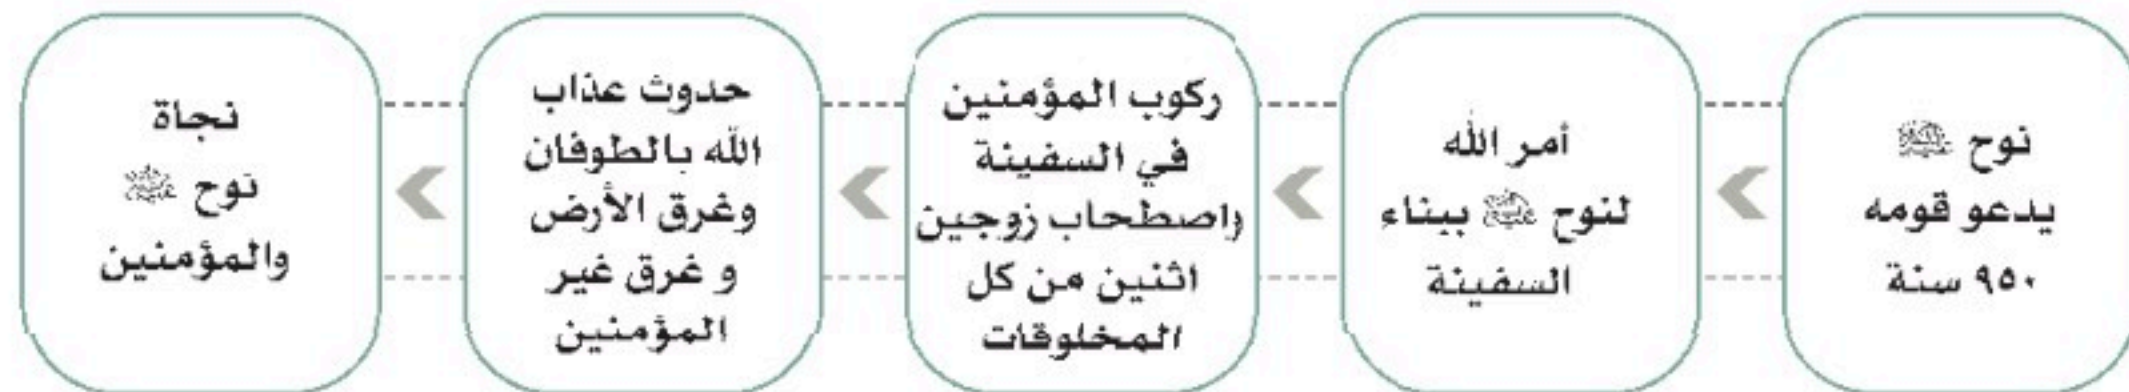 نوح ﷺ
يدعو قومه
٩٥٠ سنة
أمر الله
لنوح ﷺ ببناء
السفينة
ركوب المؤمنين
في السفينة
واصطحاب زوجين
اثنين من كل
المخلوقات
حدوث عذاب
الله بالطوفان
وغرق الأرض
و غرق غير
المؤمنين
نجاة
نوح ﷺ
والمؤمنين